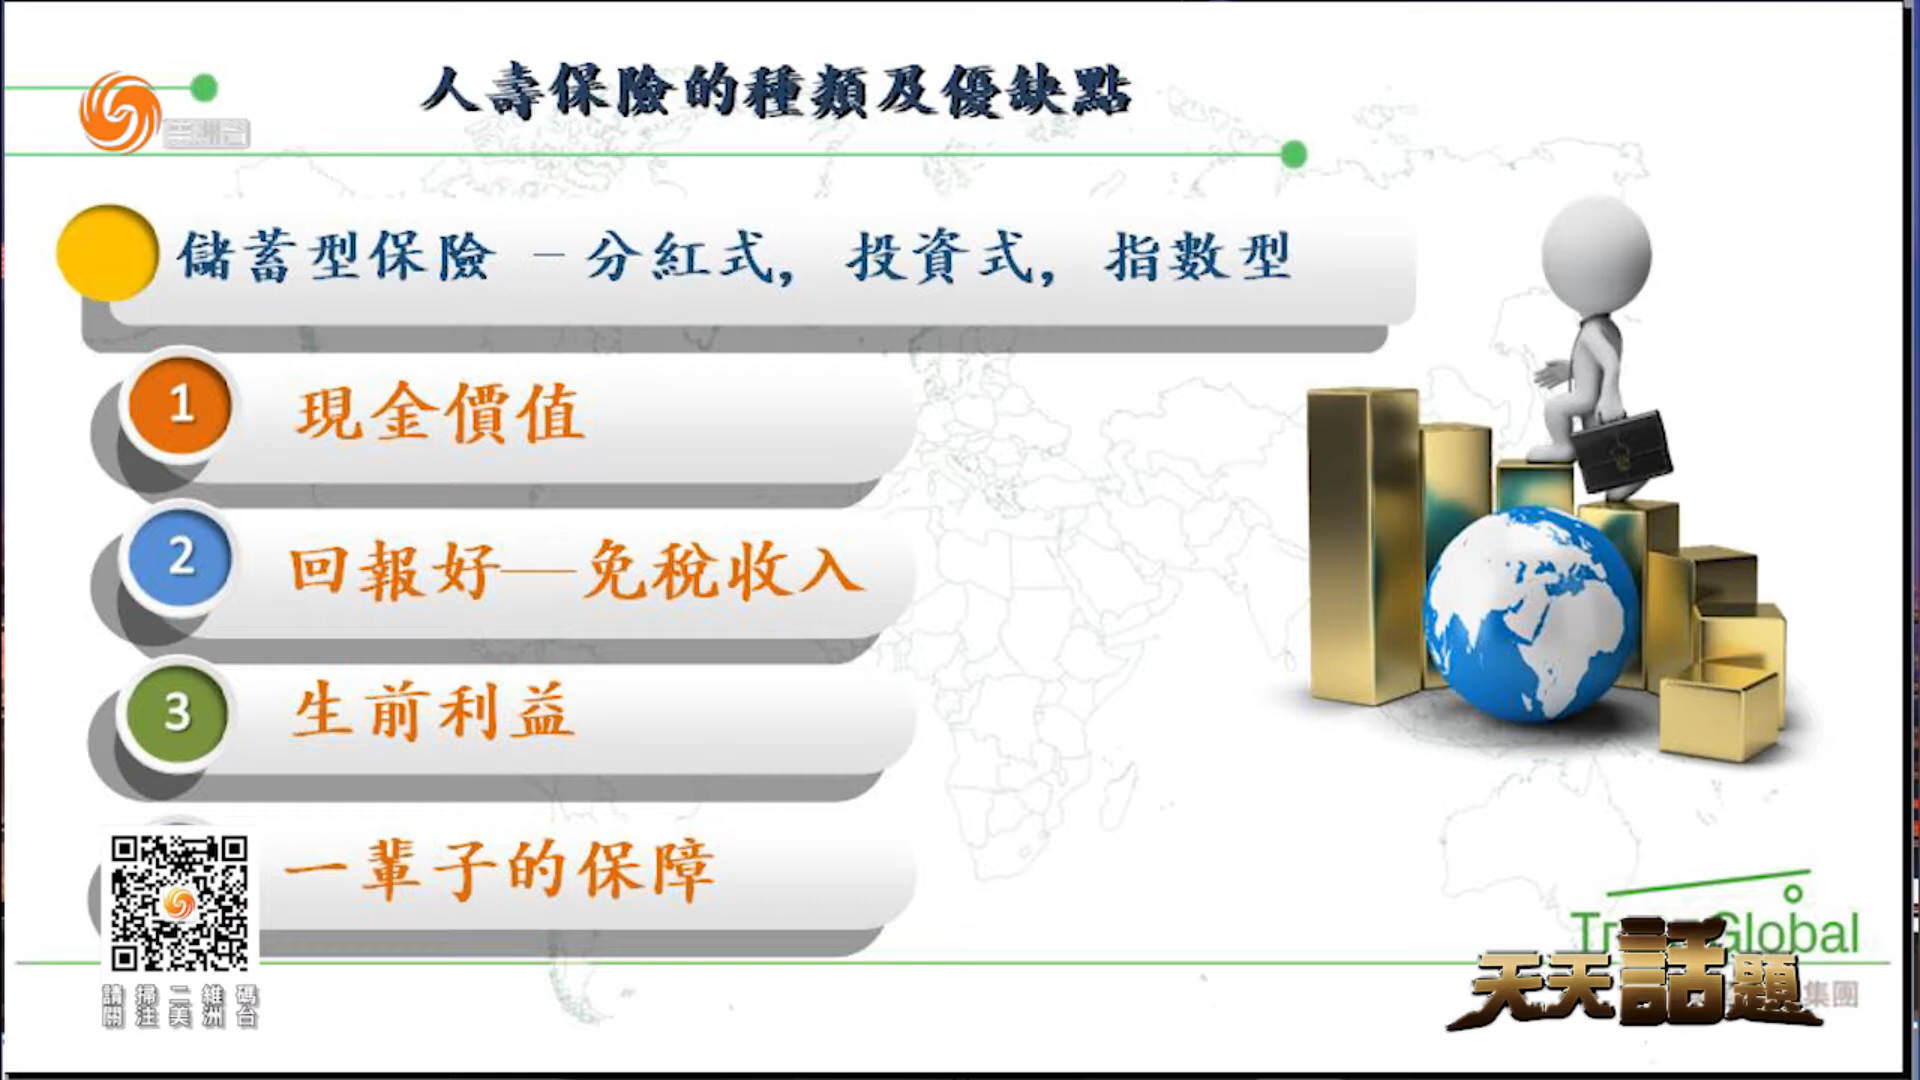 人壽保險的種類及優缺點
美洲台
儲蓄型保險 – 分紅式, 投資式, 指數型
1 現金價值
2 回報好—免稅收入
3 生前利益
一輩子的保障
請掃二維碼
關注美洲台
Global
天天話題
集團